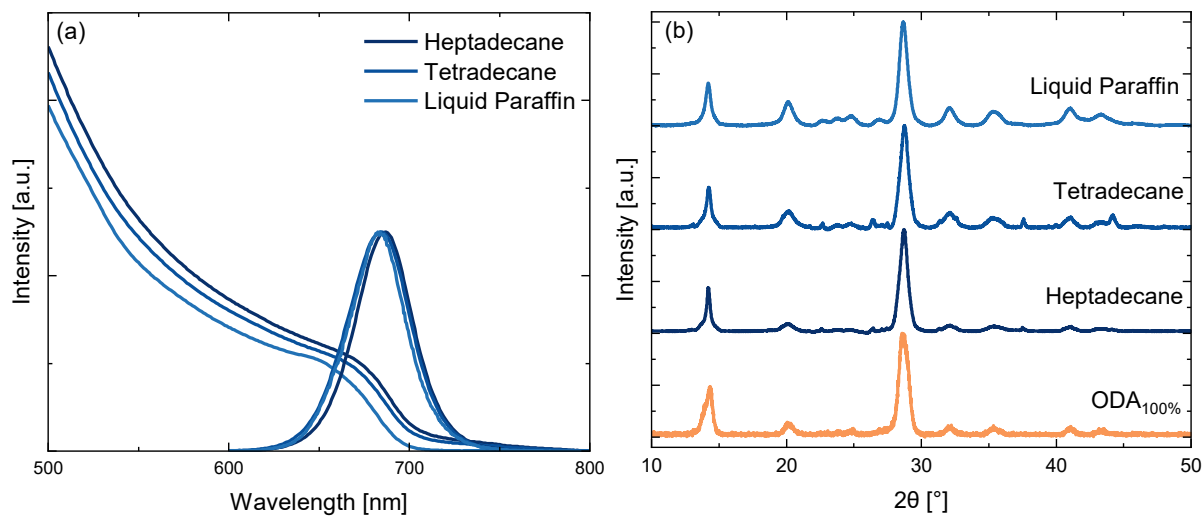 (a)
Heptadecane
Tetradecane
Liquid Paraffin
Intensity [a.u.]
500 600 700 800
Wavelength [nm]
(b)
Liquid Paraffin
Tetradecane
Heptadecane
ODA100%
Intensity [a.u.]
10 20 30 40 50
2θ [°]